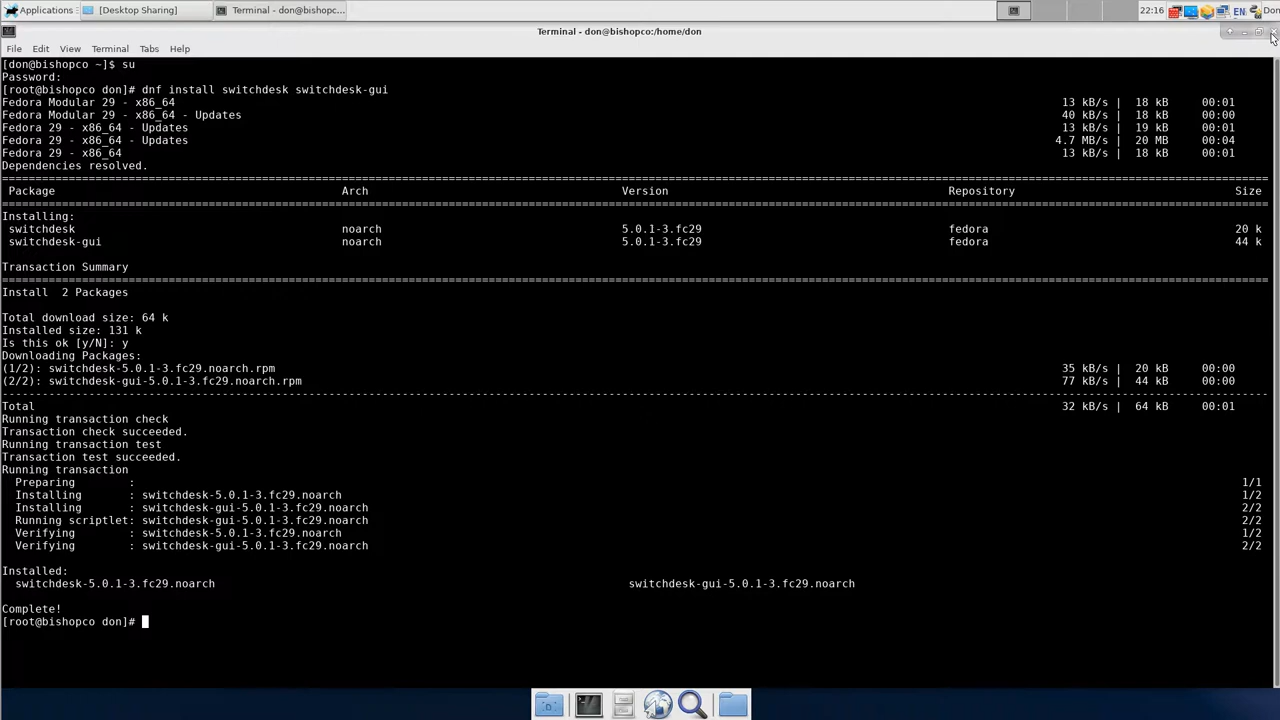 Applications [Desktop Sharing] Terminal - don@bishopc... 22:16 EN Don
Terminal - don@bishopco:/home/don
File Edit View Terminal Tabs Help
[don@bishopco ~]$ su
Password:
[root@bishopco don]# dnf install switchdesk switchdesk-gui
Fedora Modular 29 - x86_64 13 kB/s | 18 kB 00:01
Fedora Modular 29 - x86_64 - Updates 40 kB/s | 18 kB 00:00
Fedora 29 - x86_64 - Updates 13 kB/s | 19 kB 00:01
Fedora 29 - x86_64 - Updates 4.7 MB/s | 20 MB 00:04
Fedora 29 - x86_64 13 kB/s | 18 kB 00:01
Dependencies resolved.
Package Arch Version Repository Size
Installing:
switchdesk noarch 5.0.1-3.fc29 fedora 20 k
switchdesk-gui noarch 5.0.1-3.fc29 fedora 44 k
Transaction Summary
Install 2 Packages
Total download size: 64 k
Installed size: 131 k
Is this ok [y/N]: y
Downloading Packages:
(1/2): switchdesk-5.0.1-3.fc29.noarch.rpm 35 kB/s | 20 kB 00:00
(2/2): switchdesk-gui-5.0.1-3.fc29.noarch.rpm 77 kB/s | 44 kB 00:00
Total 32 kB/s | 64 kB 00:01
Running transaction check
Transaction check succeeded.
Running transaction test
Transaction test succeeded.
Running transaction
Preparing : 1/1
Installing : switchdesk-5.0.1-3.fc29.noarch 1/2
Installing : switchdesk-gui-5.0.1-3.fc29.noarch 2/2
Running scriptlet: switchdesk-gui-5.0.1-3.fc29.noarch 2/2
Verifying : switchdesk-5.0.1-3.fc29.noarch 1/2
Verifying : switchdesk-gui-5.0.1-3.fc29.noarch 2/2
Installed:
switchdesk-5.0.1-3.fc29.noarch switchdesk-gui-5.0.1-3.fc29.noarch
Complete!
[root@bishopco don]#